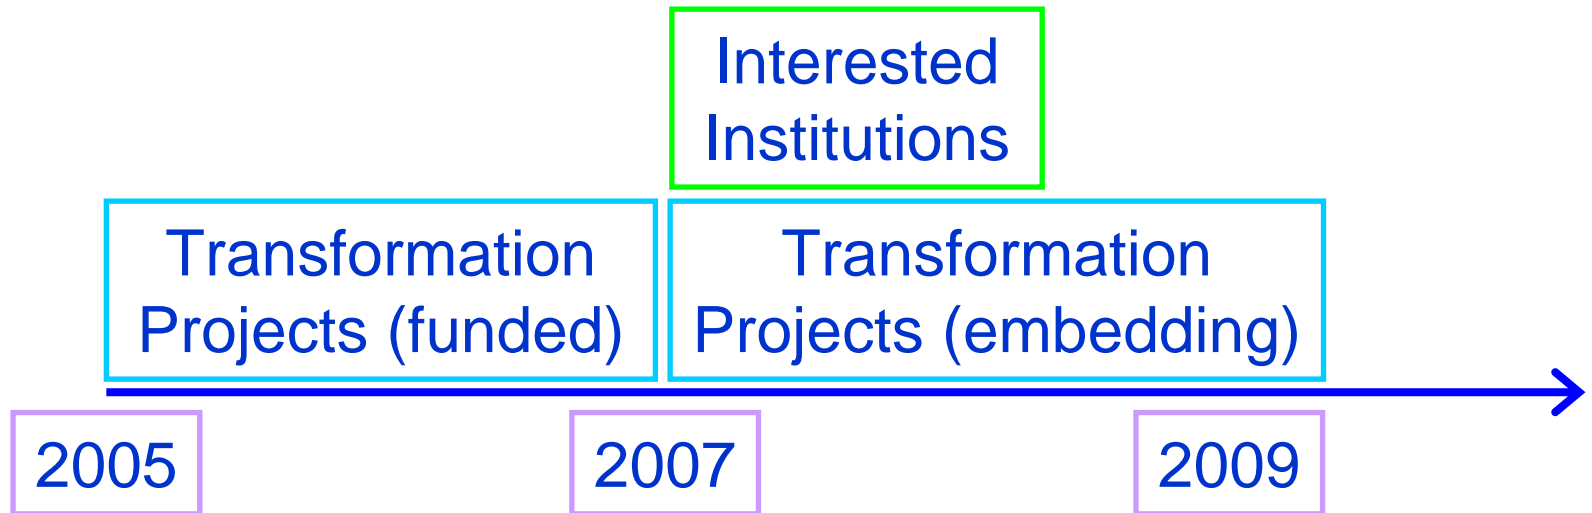 Interested
Institutions
Transformation
Projects (funded)
Transformation
Projects (embedding)
2005
2007
2009